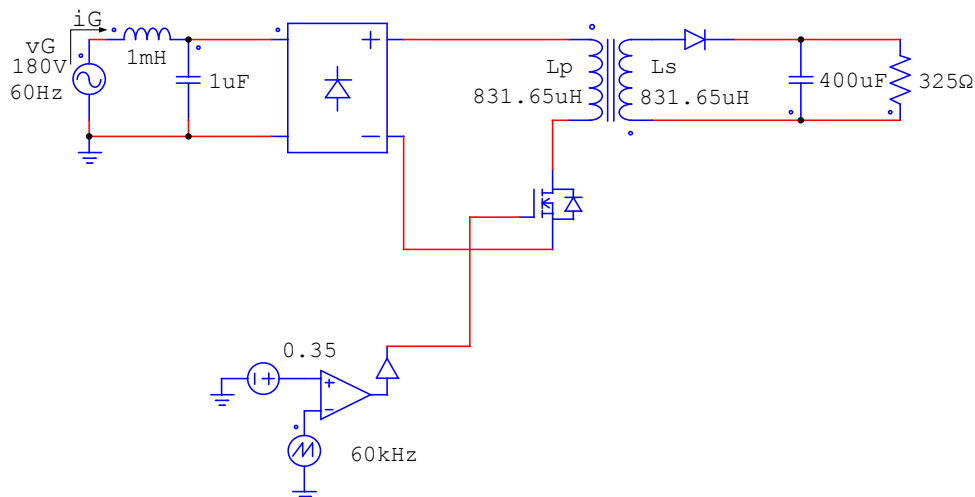 iG
vG
180V
60Hz
1mH
1uF
Lp
831.65uH
Ls
831.65uH
400uF
325Ω
0.35
60kHz